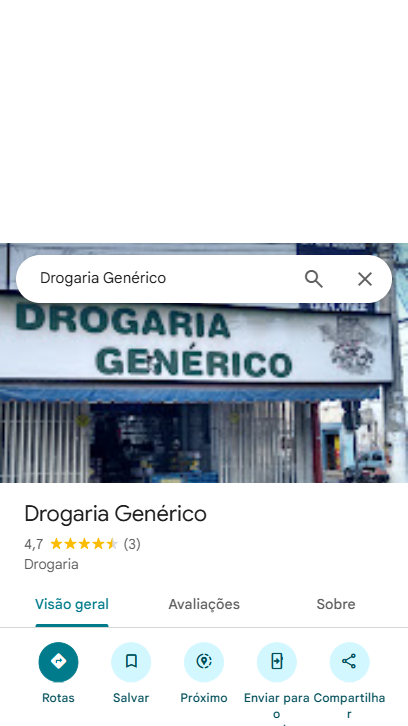 Drogaria Genérico
DROGARIA
GENÉRICO
Drogaria Genérico
4,7 (3)
Drogaria
Visão geral Avaliações Sobre
Rotas Salvar Próximo Enviar para Compartilha
o r